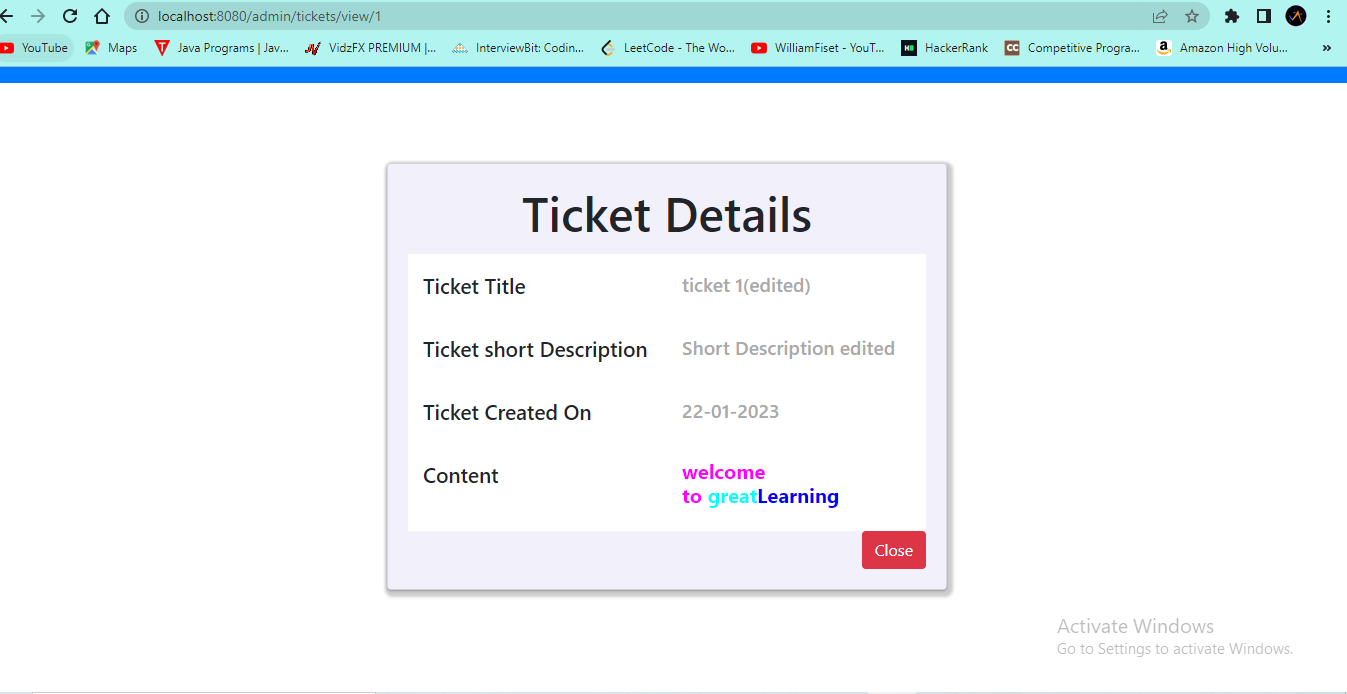 localhost:8080/admin/tickets/view/1
YouTube Maps Java Programs | Jav... VidzFX PREMIUM |... InterviewBit: Codin... LeetCode - The Wo... WilliamFiset - YouT... HackerRank Competitive Progra... Amazon High Volu... »
Ticket Details
Ticket Title ticket 1(edited)
Ticket short Description Short Description edited
Ticket Created On 22-01-2023
Content welcome
to greatLearning
Close
Activate Windows
Go to Settings to activate Windows.